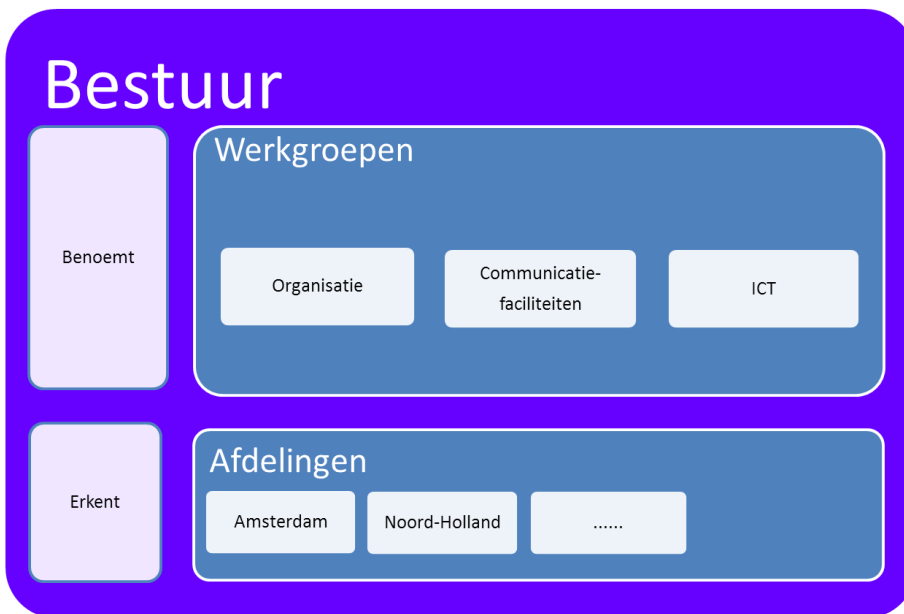 Bestuur
Benoemt
Werkgroepen
Organisatie
Communicatie-
faciliteiten
ICT
Erkent
Afdelingen
Amsterdam
Noord-Holland
......